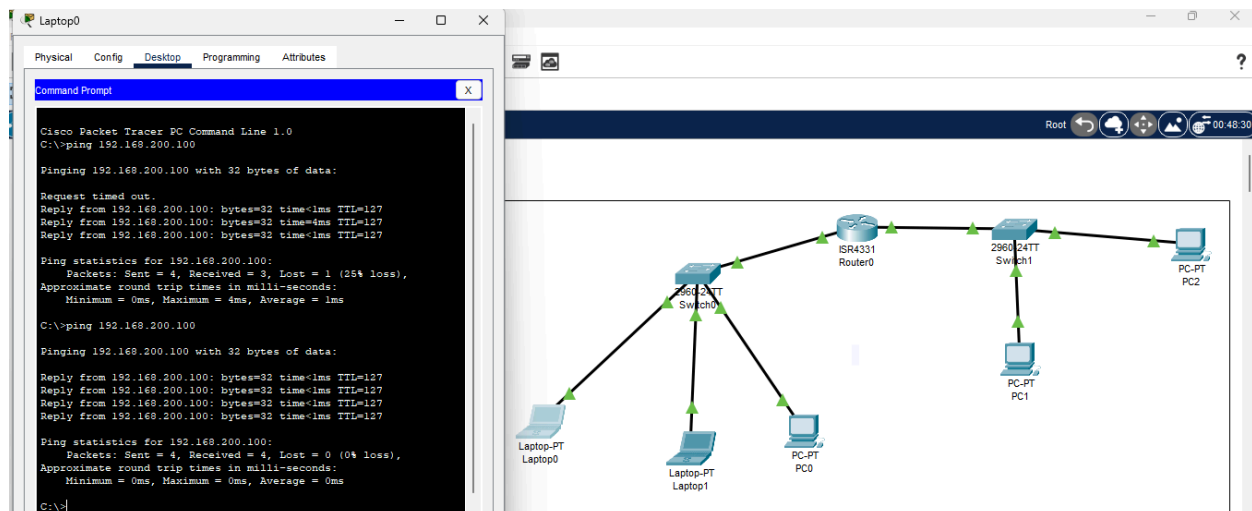 Laptop0
Physical Config Desktop Programming Attributes
Command Prompt
X
Cisco Packet Tracer PC Command Line 1.0
C:\>ping 192.168.200.100
Pinging 192.168.200.100 with 32 bytes of data:
Request timed out.
Reply from 192.168.200.100: bytes=32 time<1ms TTL=127
Reply from 192.168.200.100: bytes=32 time=4ms TTL=127
Reply from 192.168.200.100: bytes=32 time<1ms TTL=127
Ping statistics for 192.168.200.100:
Packets: Sent = 4, Received = 3, Lost = 1 (25% loss),
Approximate round trip times in milli-seconds:
Minimum = 0ms, Maximum = 4ms, Average = 1ms
C:\>ping 192.168.200.100
Pinging 192.168.200.100 with 32 bytes of data:
Reply from 192.168.200.100: bytes=32 time<1ms TTL=127
Reply from 192.168.200.100: bytes=32 time<1ms TTL=127
Reply from 192.168.200.100: bytes=32 time<1ms TTL=127
Reply from 192.168.200.100: bytes=32 time<1ms TTL=127
Ping statistics for 192.168.200.100:
Packets: Sent = 4, Received = 4, Lost = 0 (0% loss),
Approximate round trip times in milli-seconds:
Minimum = 0ms, Maximum = 0ms, Average = 0ms
C:\>
?
Root
00:48:30
ISR4331
Router0
2960-24TT
Switch1
PC-PT
PC2
2960-24TT
Switch0
PC-PT
PC1
Laptop-PT
Laptop0
Laptop-PT
Laptop1
PC-PT
PC0